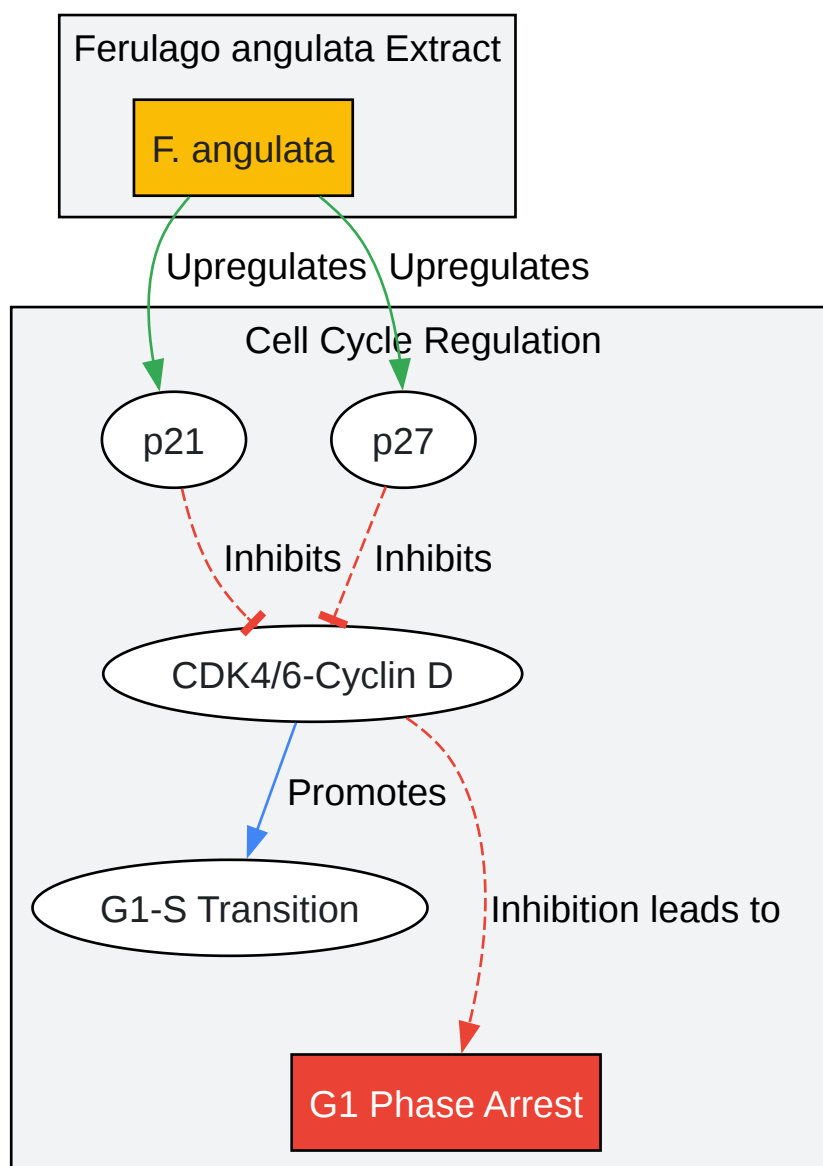 Ferulago angulata Extract
F. angulata
Upregulates
Upregulates
Cell Cycle Regulation
p21
p27
Inhibits
Inhibits
CDK4/6-Cyclin D
Promotes
G1-S Transition
Inhibition leads to
G1 Phase Arrest